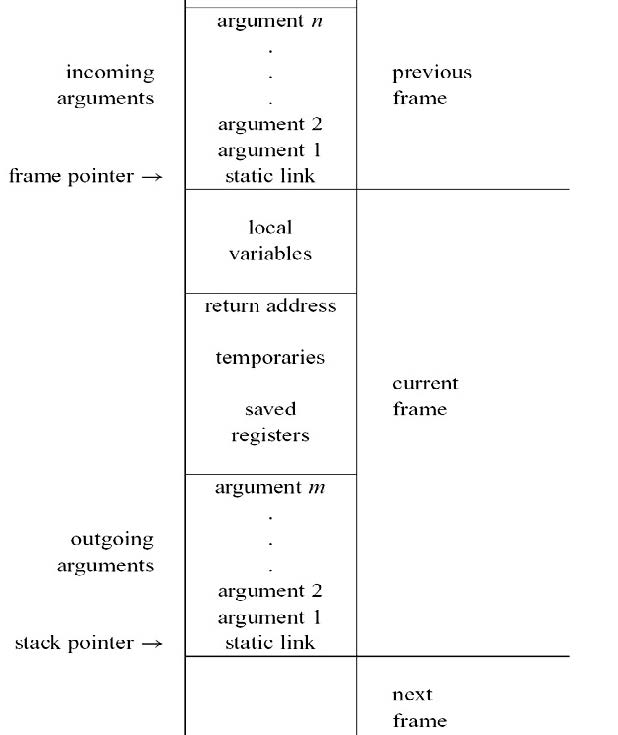 argument n
.
incoming . previous
arguments . frame
argument 2
argument 1
frame pointer → static link
local
variables
return address
temporaries
current
saved frame
registers
argument m
.
outgoing .
arguments .
argument 2
argument 1
stack pointer → static link
next
frame